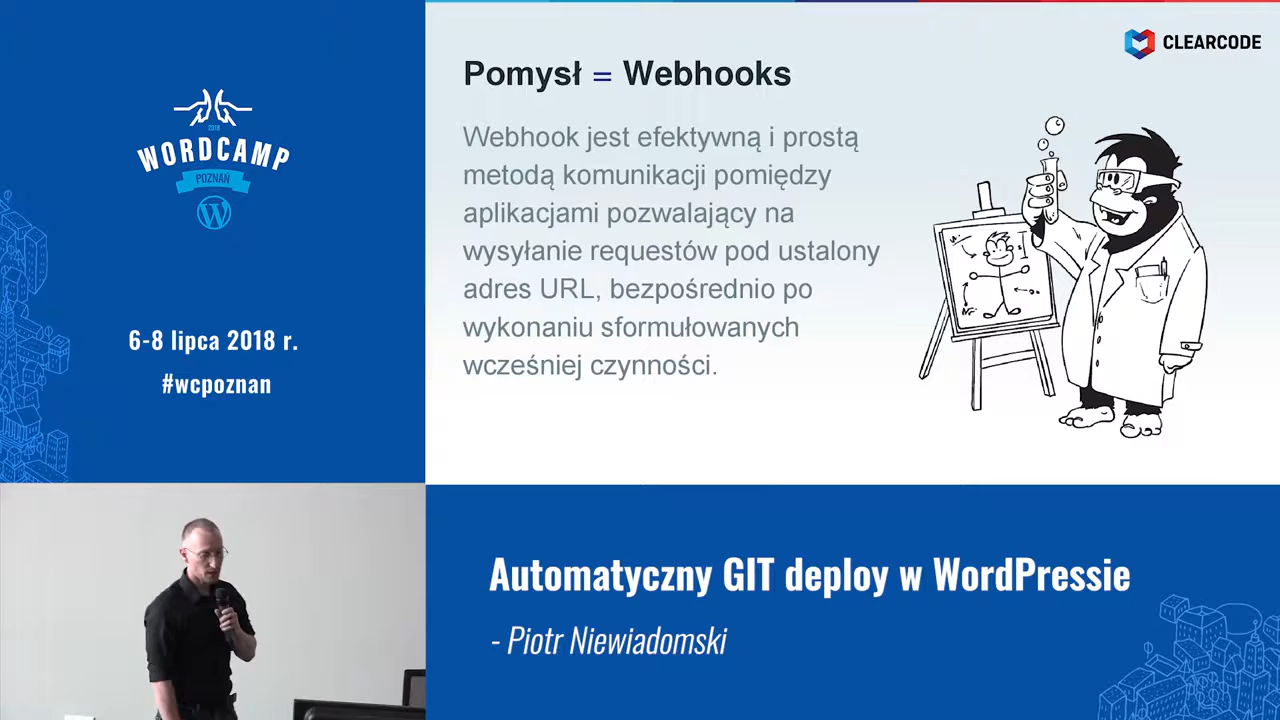 2018
WORDCAMP
POZNAŃ
6-8 lipca 2018 r.
#wcpoznan
CLEARCODE
Pomysł = Webhooks
Webhook jest efektywną i prostą
metodą komunikacji pomiędzy
aplikacjami pozwalający na
wysyłanie requestów pod ustalony
adres URL, bezpośrednio po
wykonaniu sformułowanych
wcześniej czynności.
Automatyczny GIT deploy w WordPressie
- Piotr Niewiadomski